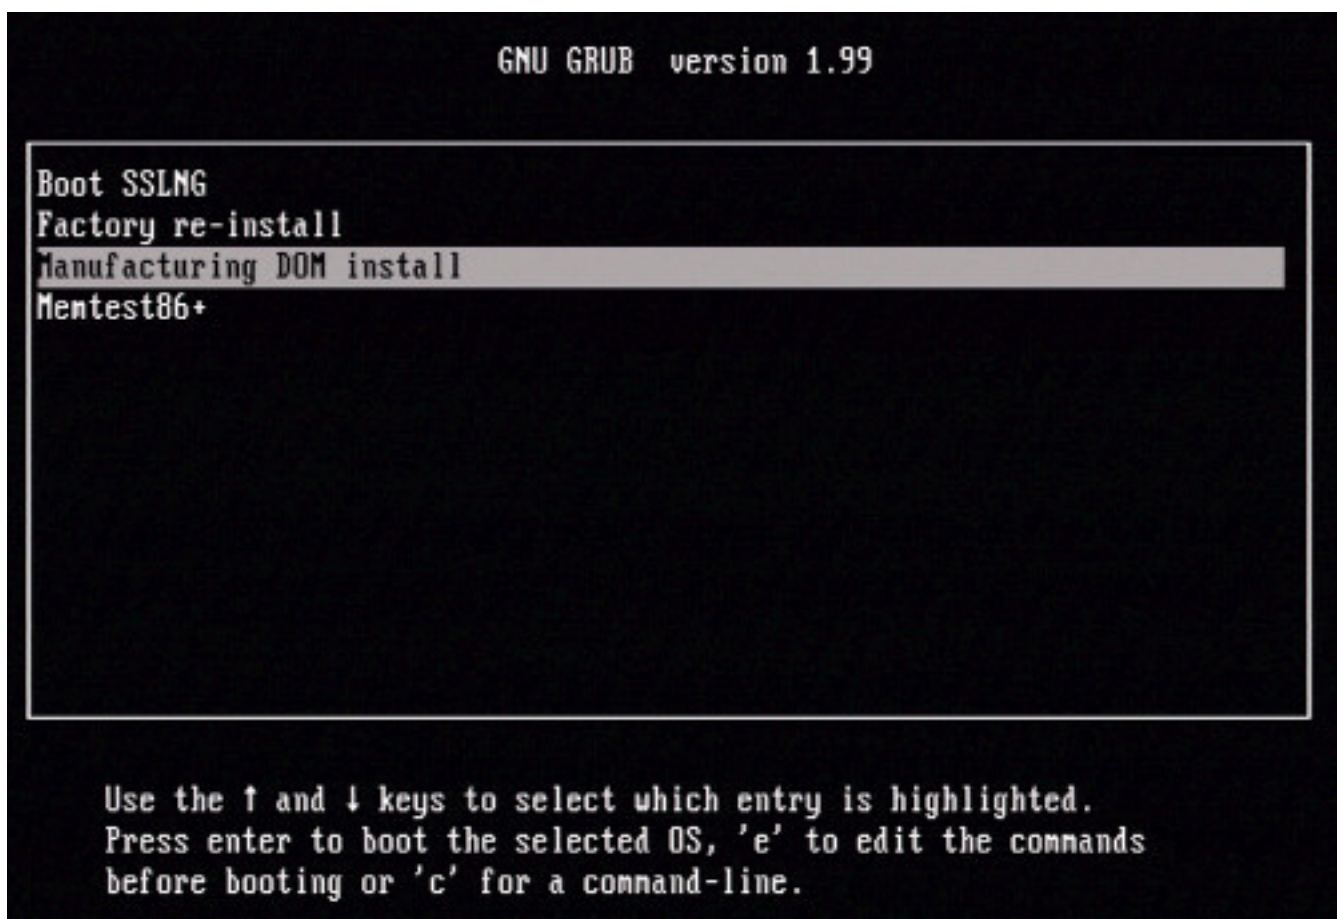 GNU GRUB version 1.99
Boot SSLNG
Factory re-install
Manufacturing DOM install
Memtest86+
Use the ↑ and ↓ keys to select which entry is highlighted.
Press enter to boot the selected OS, 'e' to edit the commands
before booting or 'c' for a command-line.